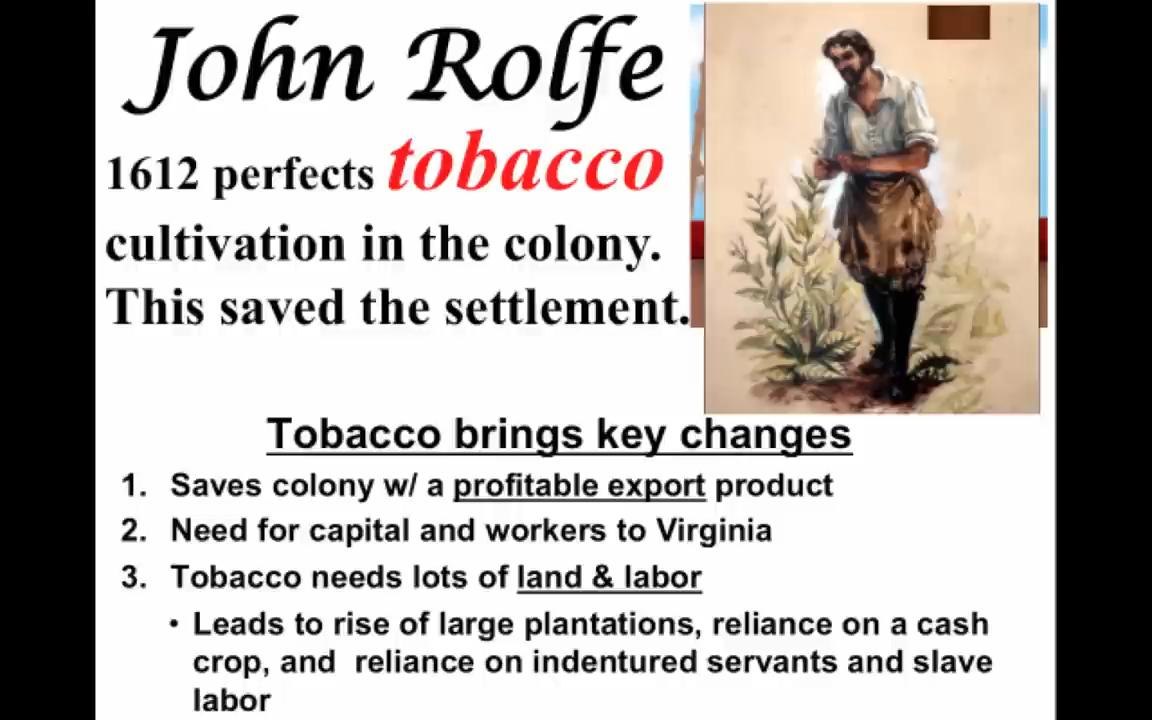 John Rolfe
1612 perfects tobacco
cultivation in the colony.
This saved the settlement.
Tobacco brings key changes
1. Saves colony w/ a profitable export product
2. Need for capital and workers to Virginia
3. Tobacco needs lots of land & labor
• Leads to rise of large plantations, reliance on a cash
crop, and reliance on indentured servants and slave
labor